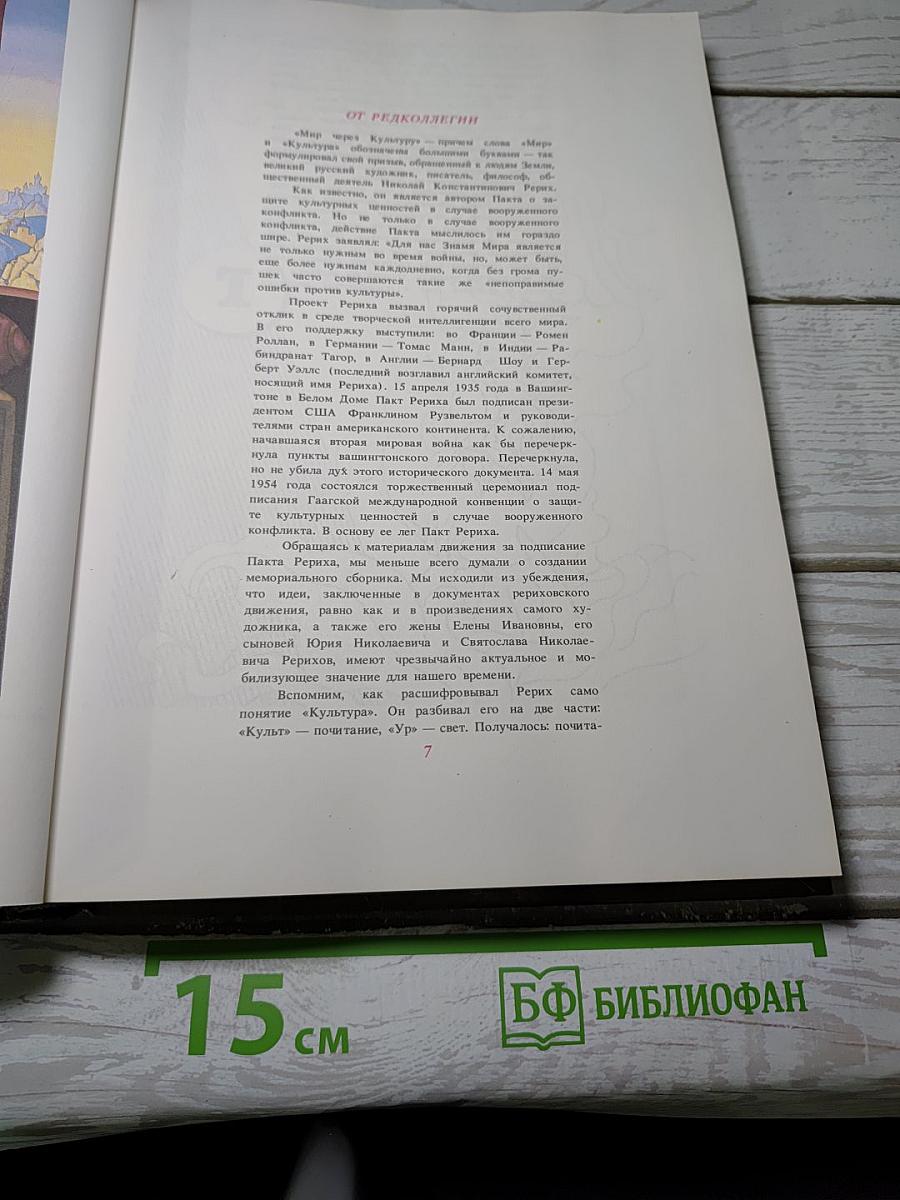 ОТ РЕДКОЛЛЕГИИ
«Мир через Культуру» — причем слова «Мир»
и «Культура» обозначены большими буквами — так
формулировал свой призыв, обращенный к людям Земли,
великий русский художник, писатель, философ, об-
щественный деятель Николай Константинович Рерих.
Как известно, он является автором Пакта о за-
щите культурных ценностей в случае вооруженного
конфликта. Но не только в случае вооруженного
конфликта, действие Пакта мыслилось им гораздо
шире. Рерих заявлял: «Для нас Знамя Мира является
не только нужным во время войны, но, может быть,
еще более нужным каждодневно, когда без грома пу-
шек часто совершаются такие же «непоправимые
ошибки против культуры».
Проект Рериха вызвал горячий сочувственный
отклик в среде творческой интеллигенции всего мира.
В его поддержку выступили: во Франции — Ромен
Роллан, в Германии — Томас Манн, в Индии — Ра-
биндранат Тагор, в Англии — Бернард Шоу и Гер-
берт Уэллс (последний возглавил английский комитет,
носящий имя Рериха). 15 апреля 1935 года в Вашинг-
тоне в Белом Доме Пакт Рериха был подписан прези-
дентом США Франклином Рузвельтом и руководи-
телями стран американского континента. К сожалению,
начавшаяся вторая мировая война как бы перечерк-
нула пункты вашингтонского договора. Перечеркнула,
но не убила дух этого исторического документа. 14 мая
1954 года состоялся торжественный церемониал под-
писания Гаагской международной конвенции о защи-
те культурных ценностей в случае вооруженного
конфликта. В основу ее лег Пакт Рериха.
Обращаясь к материалам движения за подписание
Пакта Рериха, мы меньше всего думали о создании
мемориального сборника. Мы исходили из убеждения,
что идеи, заключенные в документах рериховского
движения, равно как и в произведениях самого ху-
дожника, а также его жены Елены Ивановны, его
сыновей Юрия Николаевича и Святослава Николае-
вича Рерихов, имеют чрезвычайно актуальное и мо-
билизующее значение для нашего времени.
Вспомним, как расшифровывал Рерих само
понятие «Культура». Он разбивал его на две части:
«Культ» — почитание, «Ур» — свет. Получалось: почита-
7
15 см
БФ БИБЛИОФАН